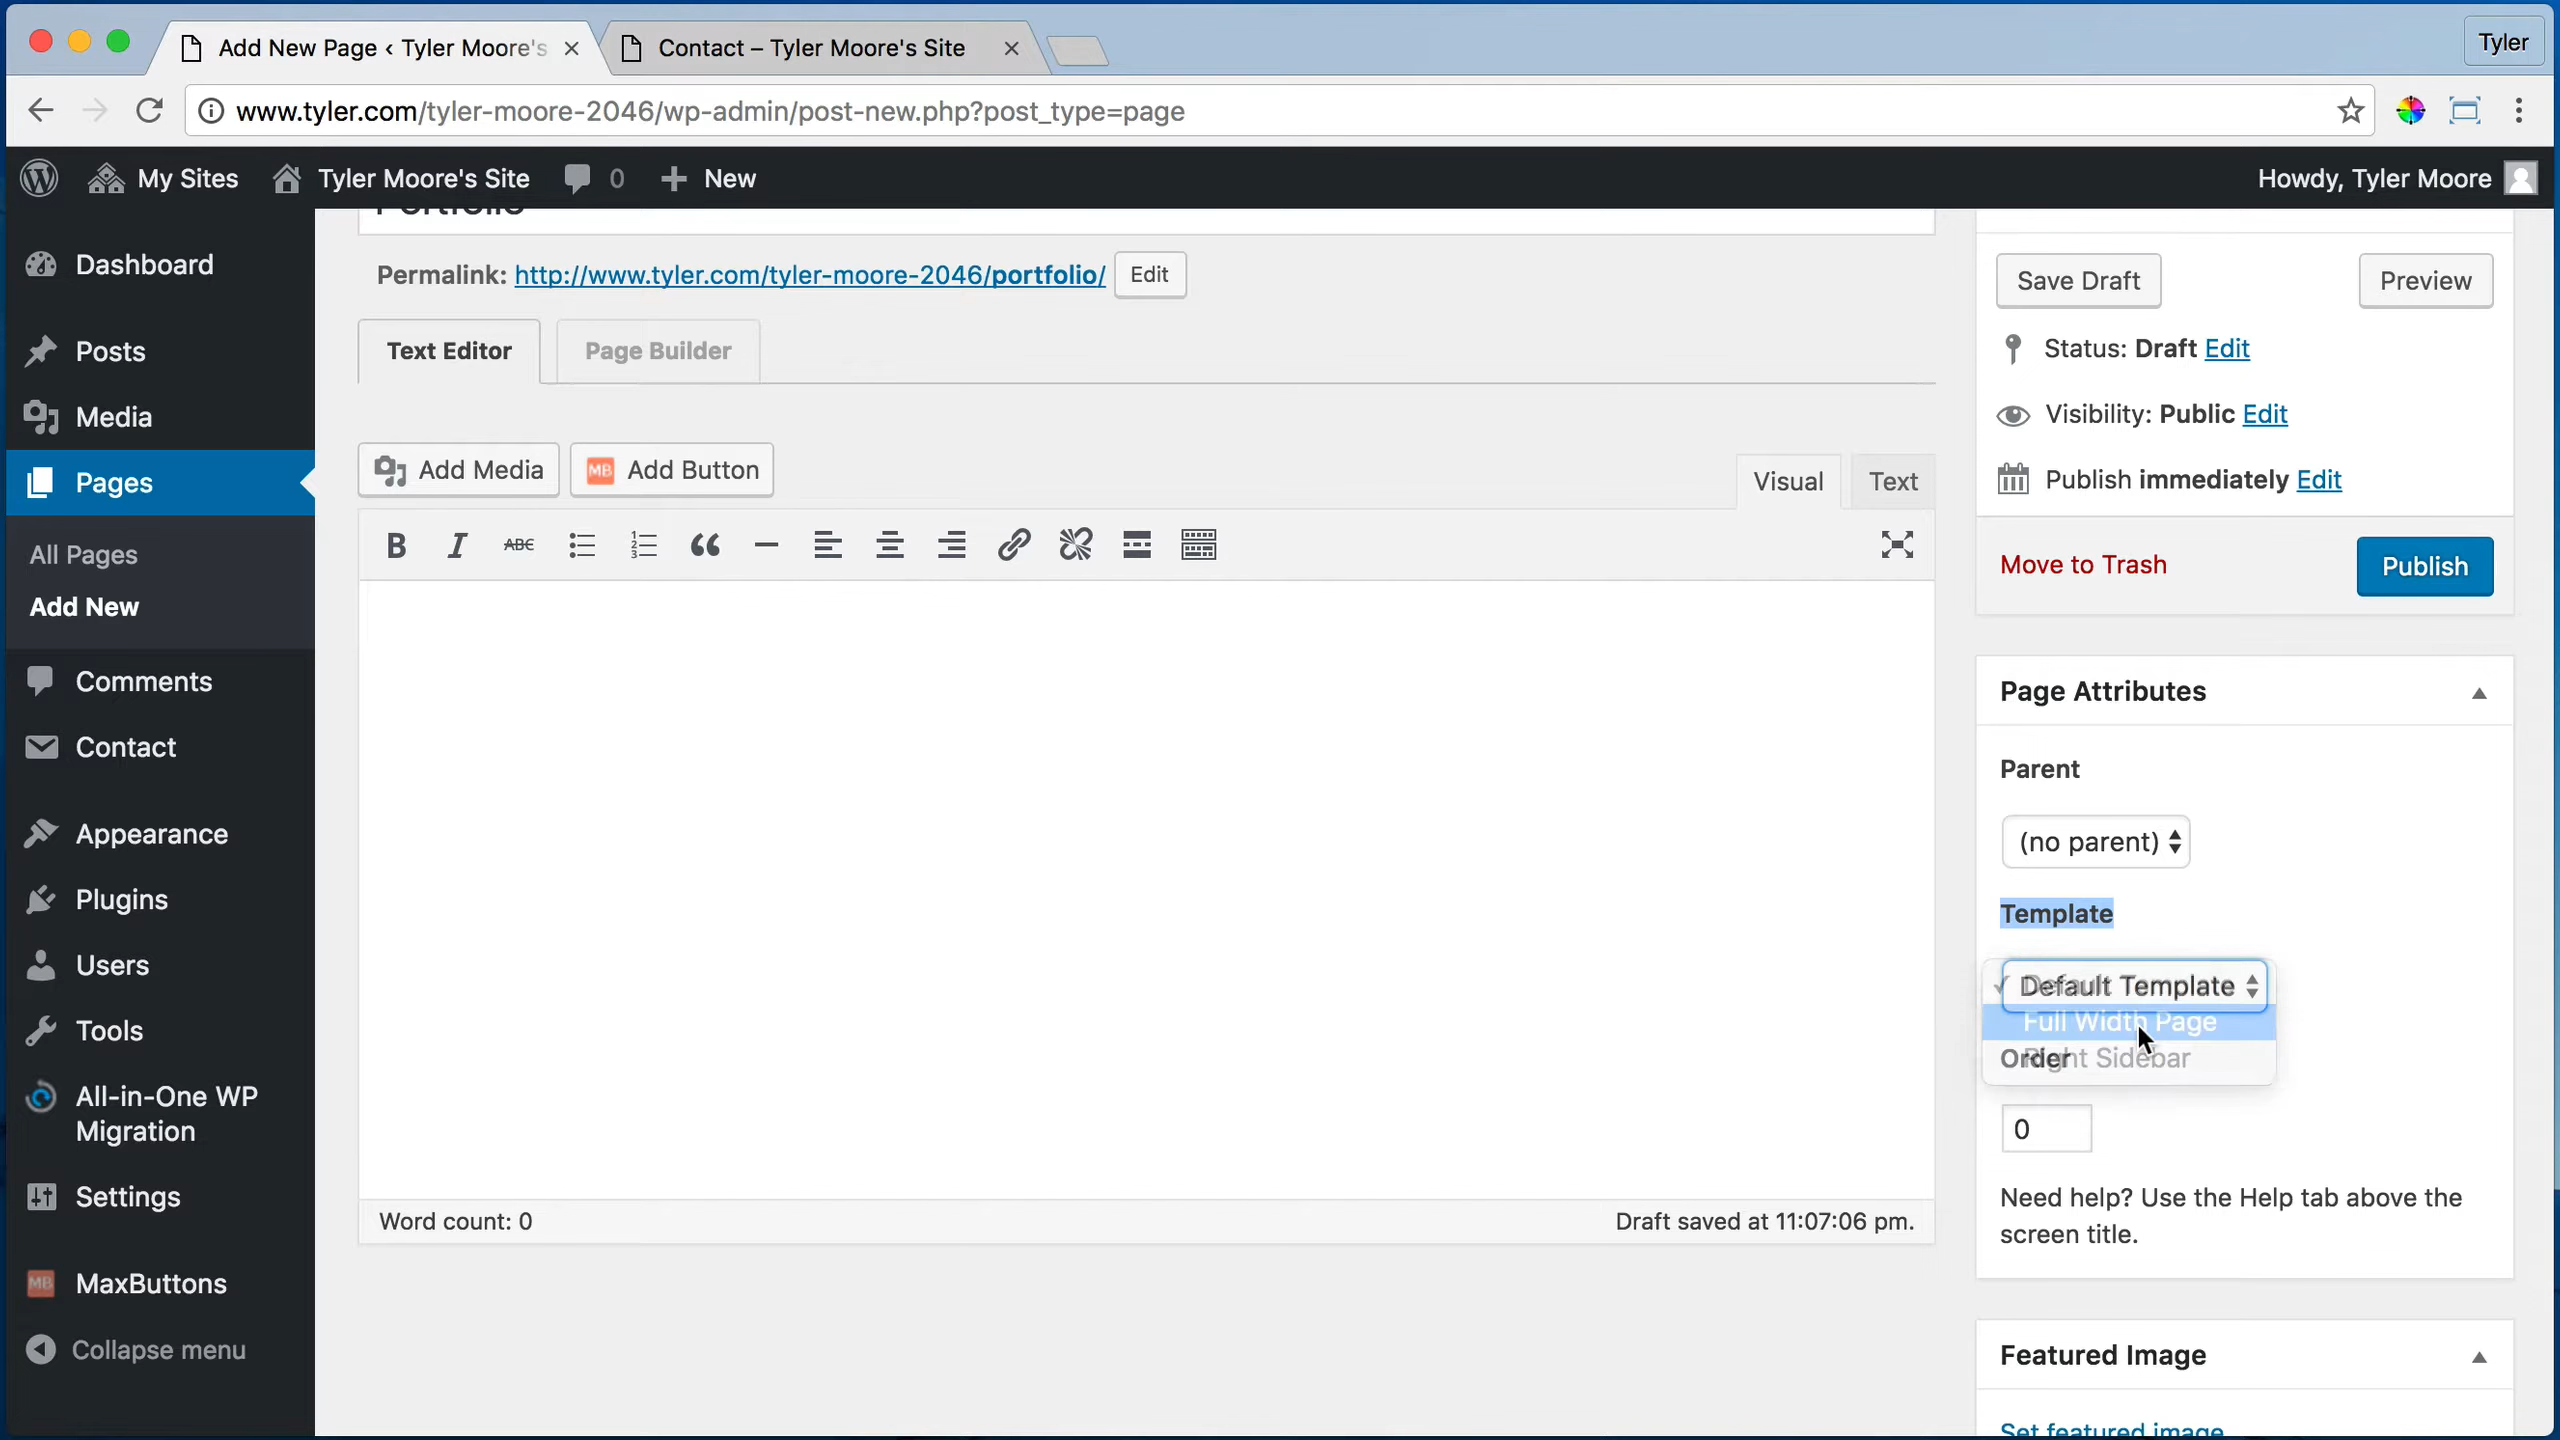 Add New Page ‹ Tyler Moore's
Contact – Tyler Moore's Site
Tyler
www.tyler.com/tyler-moore-2046/wp-admin/post-new.php?post_type=page
My Sites
Tyler Moore's Site
0
New
Howdy, Tyler Moore
Dashboard
Posts
Media
Pages
All Pages
Add New
Comments
Contact
Appearance
Plugins
Users
Tools
All-in-One WP
Migration
Settings
MB MaxButtons
Collapse menu
Portfolio
Permalink: http://www.tyler.com/tyler-moore-2046/portfolio/ Edit
Text Editor
Page Builder
Add Media
MB Add Button
Visual
Text
B I ABC
Word count: 0
Draft saved at 11:07:06 pm.
Save Draft
Preview
Status: Draft Edit
Visibility: Public Edit
Publish immediately Edit
Move to Trash
Publish
Page Attributes
Parent
(no parent)
Template
Default Template
Full Width Page
Right Sidebar
Order
0
Need help? Use the Help tab above the
screen title.
Featured Image
Set featured image